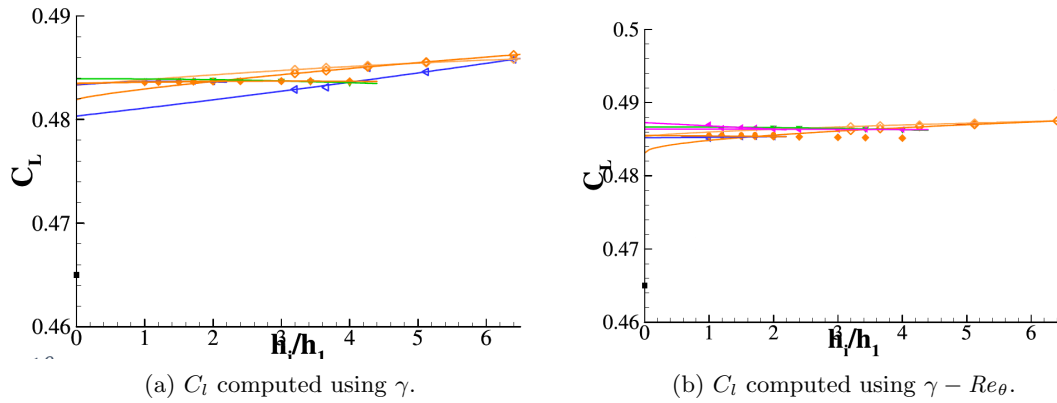 0.49
0.48
0.47
0.46
C_L
0 1 2 3 4 5 6
h_i/h_1
(a) C_l computed using γ.
0.5
0.49
0.48
0.47
0.46
C_L
0 1 2 3 4 5 6
h_i/h_1
(b) C_l computed using γ − Re_θ.